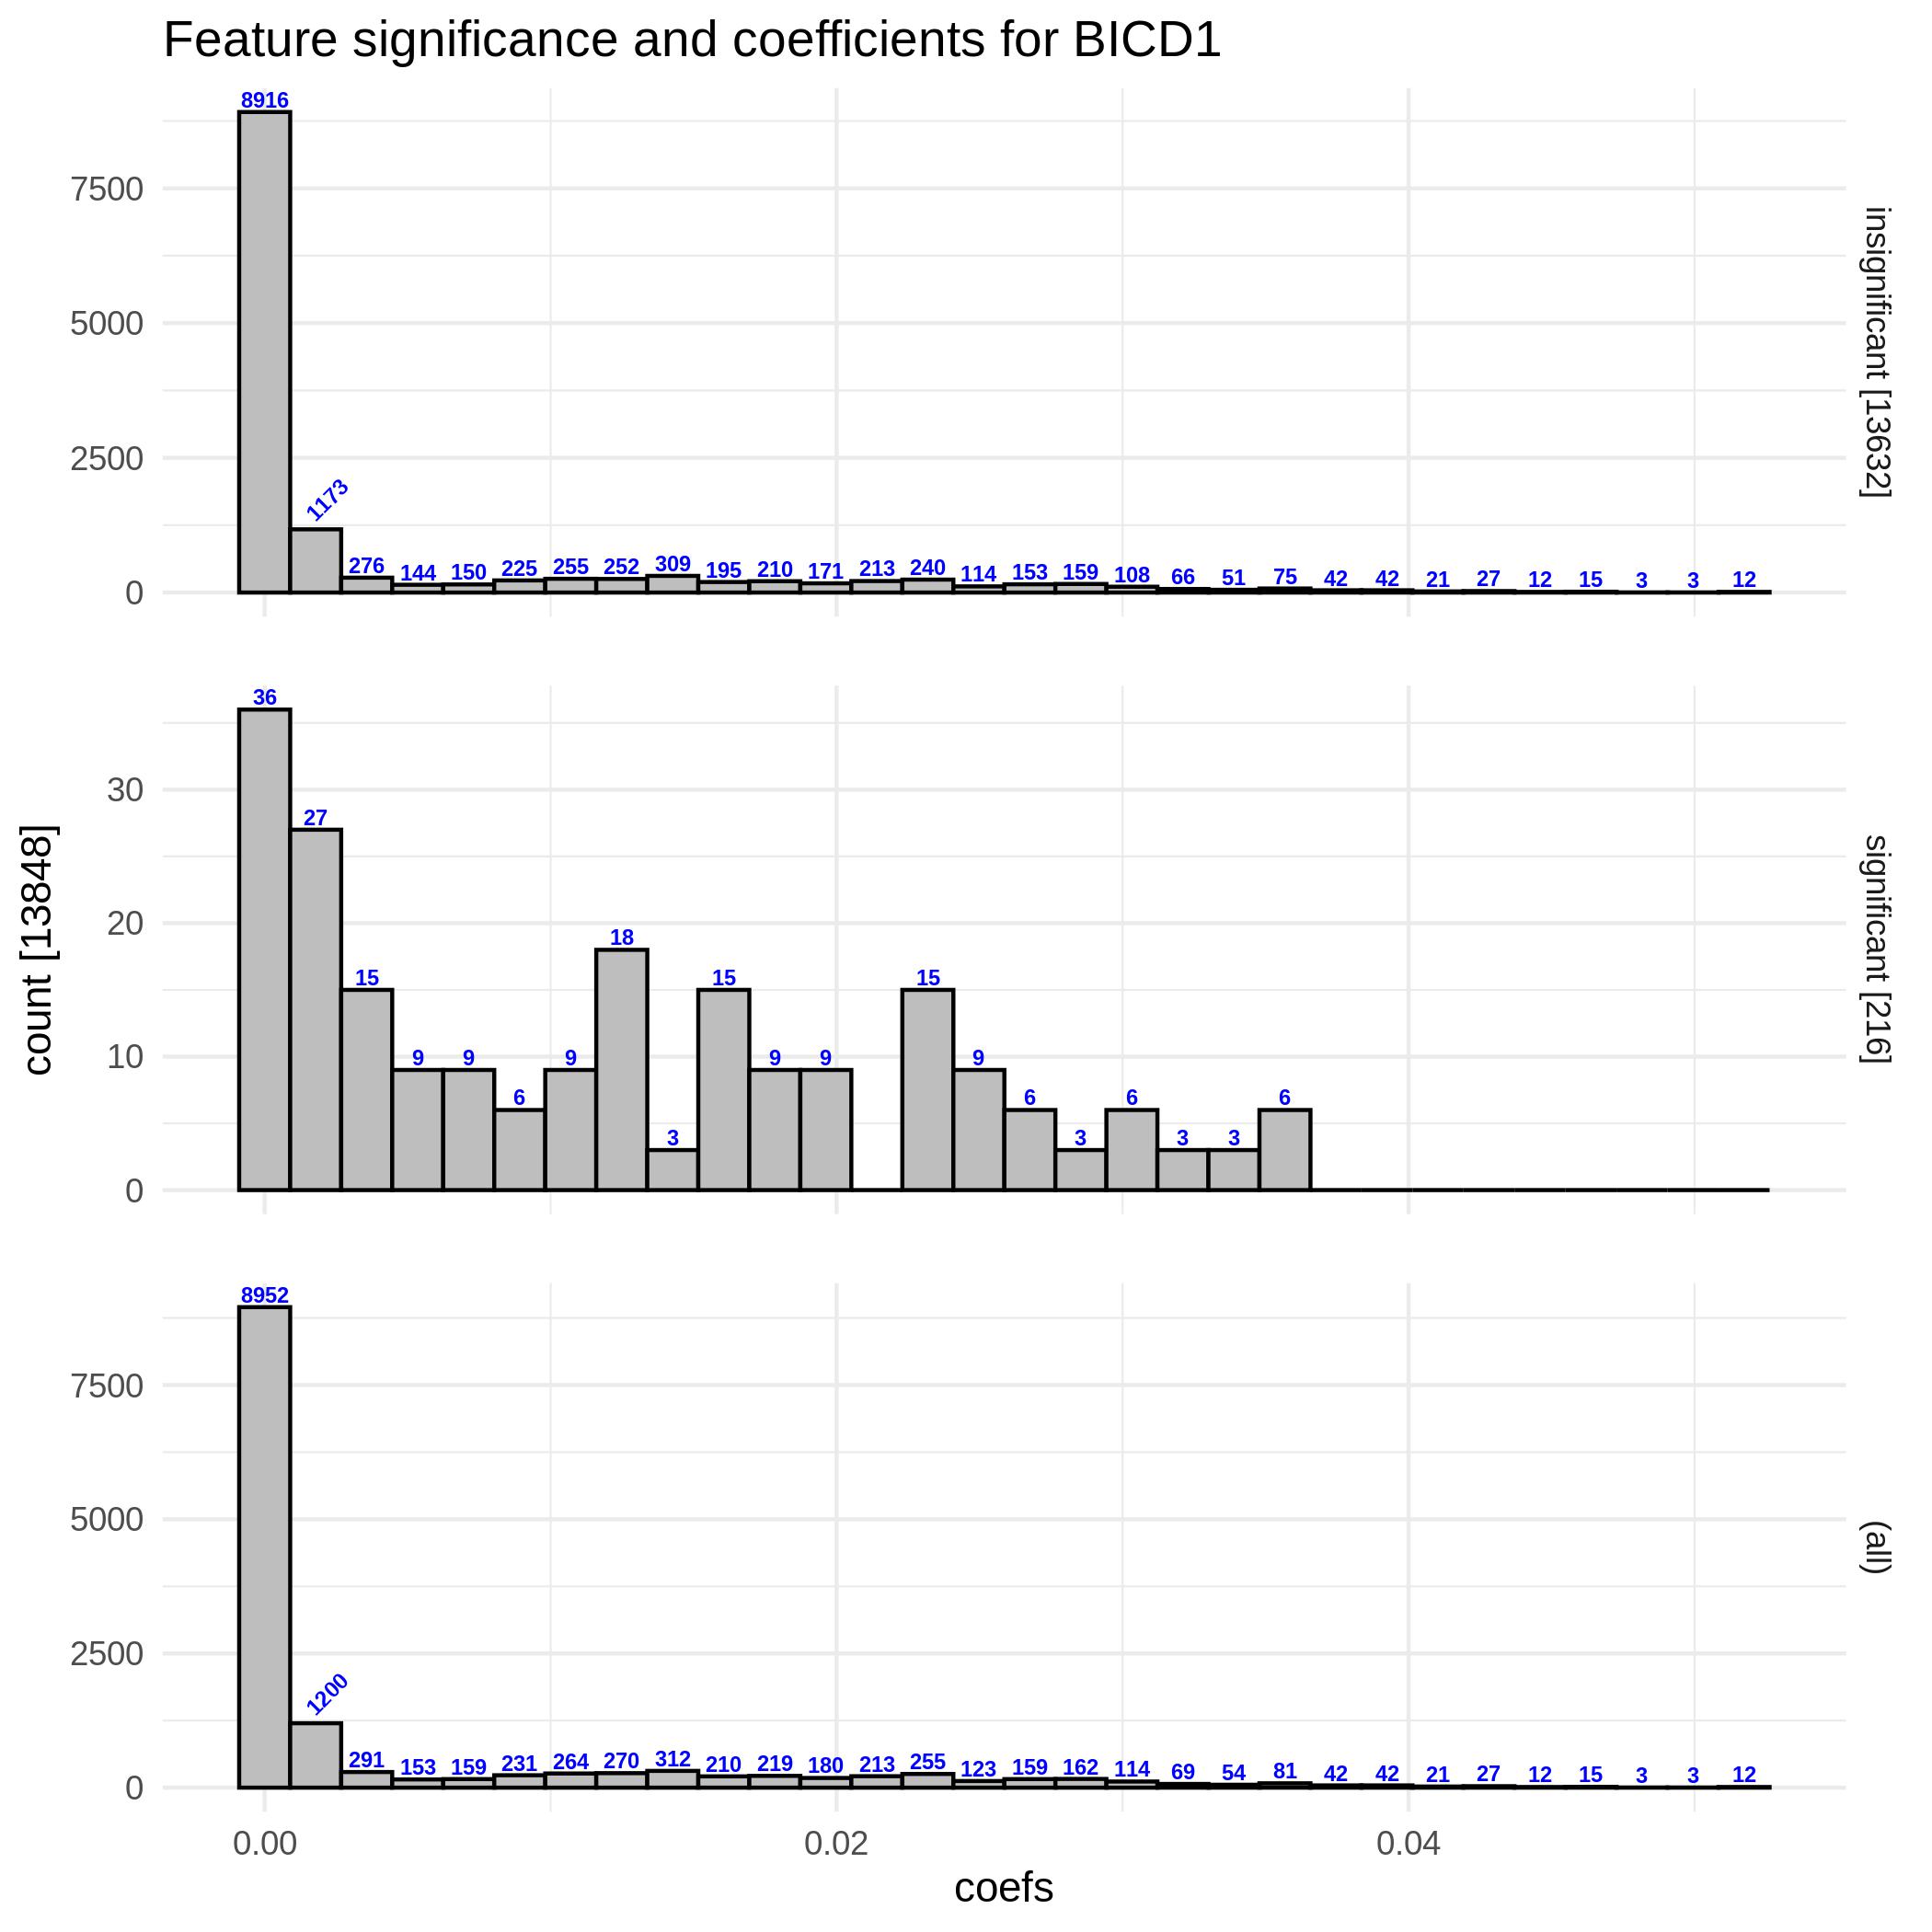 Feature significance and coefficients for BICD1
8916
7500
5000
2500
0
1173
276 144 150 225 255 252 309 195 210 171 213 240 114 153 159 108 66 51 75 42 42 21 27 12 15 3 3 12
insignificant [13632]
count [13848]
36
30
20
10
0
27
15 9 9 6 9 18 3 15 9 9 15 9 6 3 6 3 3 6
significant [216]
8952
7500
5000
2500
0
1200
291 153 159 231 264 270 312 210 219 180 213 255 123 159 162 114 69 54 81 42 42 21 27 12 15 3 3 12
(all)
0.00 0.02 0.04
coefs